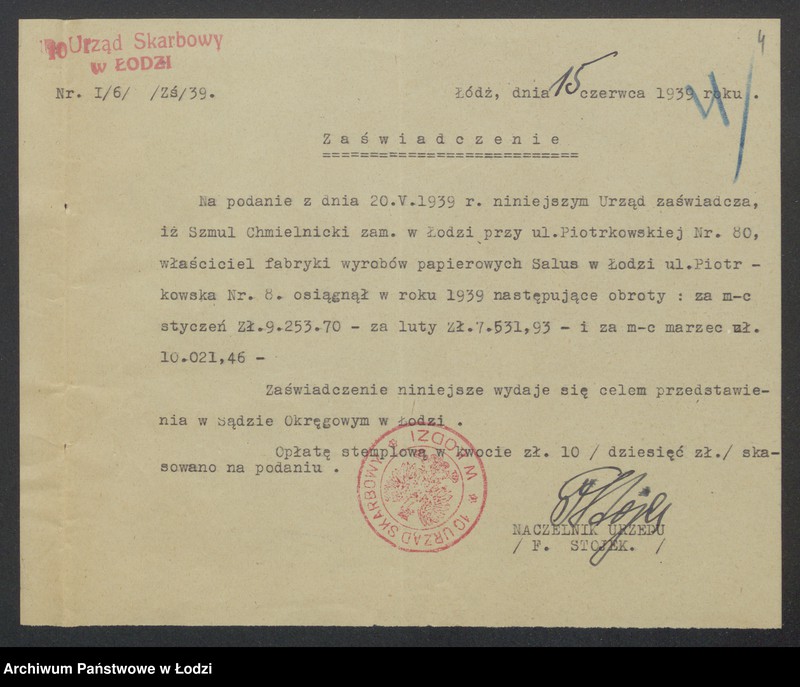 10 Urząd Skarbowy
w ŁODZI
4
Nr. I/6/ /Zś/39.
Łódź, dnia 15 czerwca 1939 roku .
4
Zaświadczenie
===========================
Na podanie z dnia 20.V.1939 r. niniejszym Urząd zaświadcza,
iż Szmul Chmielnicki zam. w Łodzi przy ul.Piotrkowskiej Nr. 80,
właściciel fabryki wyrobów papierowych Salus w Łodzi ul.Piotr -
kowska Nr. 8. osiągnął w roku 1939 następujące obroty : za m-c
styczeń Zł.9.253.70 - za luty Zł.7.531,93 - i za m-c marzec zł.
10.021,46 -
Zaświadczenie niniejsze wydaje się celem przedstawie-
nia w Sądzie Okręgowym w Łodzi .
Opłatę stemplową w kwocie zł. 10 / dziesięć zł./ ska-
sowano na podaniu .
* 10 URZĄD SKARBOWY * W ŁODZI
NACZELNIK URZĘDU
/ F. STOJEK. /
Archiwum Państwowe w Łodzi